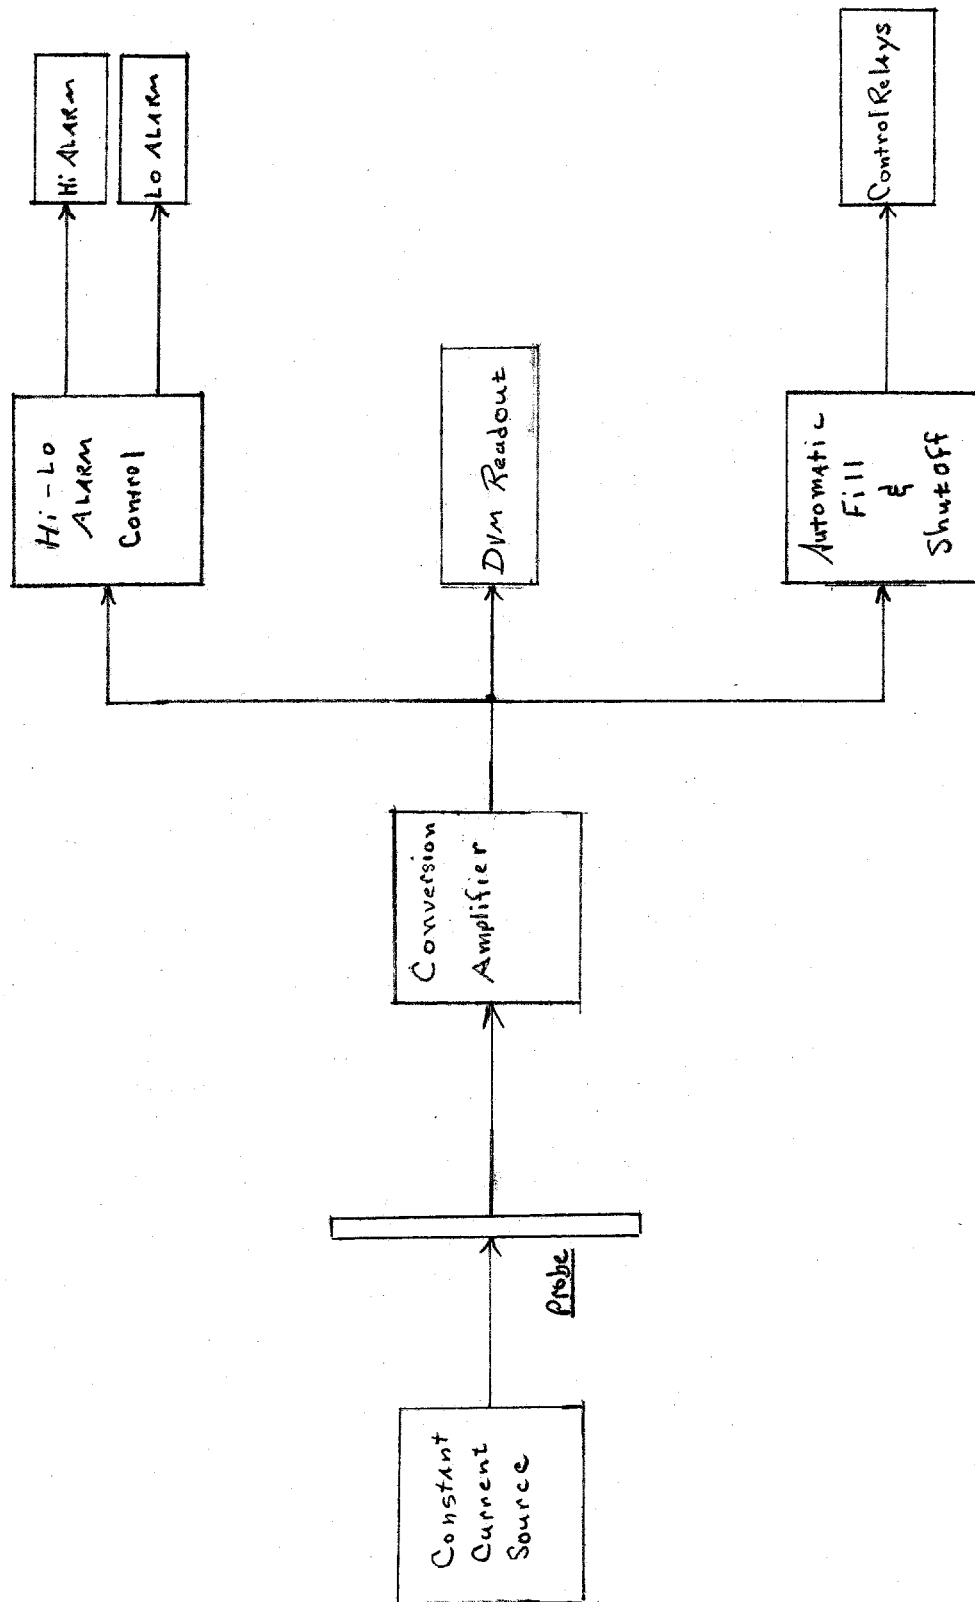 Constant
Current
Source
Probe
Conversion
Amplifier
Hi-Lo
ALARM
Control
Hi ALARM
LO ALARM
DVM Readout
Automatic
Fill
&
Shutoff
Control Relays